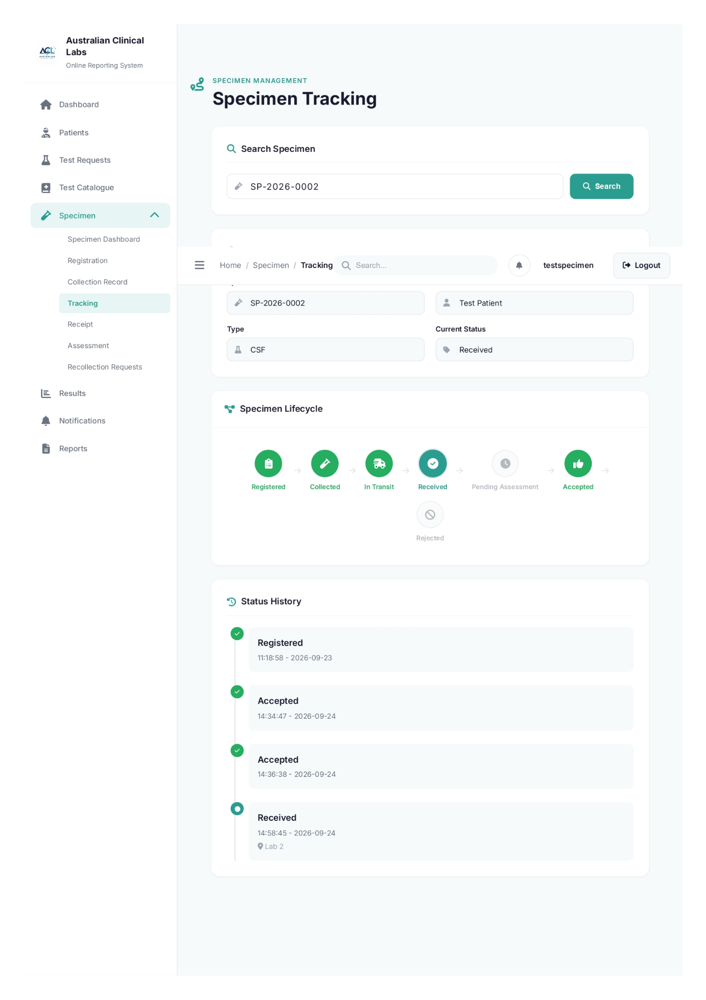 Australian Clinical
Labs
Online Reporting System
Dashboard
Patients
Test Requests
Test Catalogue
Specimen
Specimen Dashboard
Registration
Collection Record
Tracking
Receipt
Assessment
Recollection Requests
Results
Notifications
Reports
SPECIMEN MANAGEMENT
Specimen Tracking
Search Specimen
SP-2026-0002
Search
Home / Specimen / Tracking
Search...
testspecimen
Logout
SP-2026-0002
Test Patient
Type
Current Status
CSF
Received
Specimen Lifecycle
Registered
Collected
In Transit
Received
Pending Assessment
Accepted
Rejected
Status History
Registered
11:18:58 - 2026-09-23
Accepted
14:34:47 - 2026-09-24
Accepted
14:36:38 - 2026-09-24
Received
14:58:45 - 2026-09-24
Lab 2